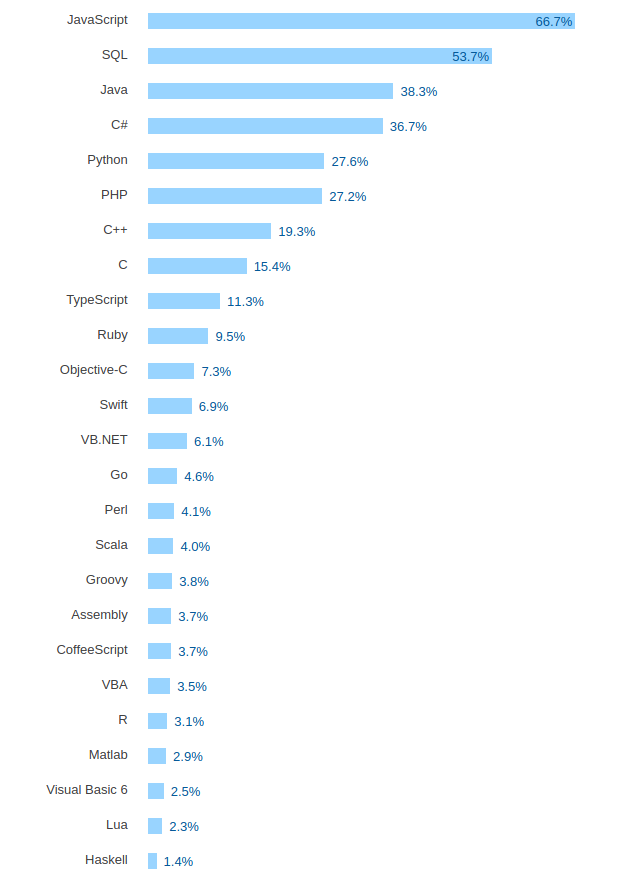 JavaScript 66.7%
SQL 53.7%
Java 38.3%
C# 36.7%
Python 27.6%
PHP 27.2%
C++ 19.3%
C 15.4%
TypeScript 11.3%
Ruby 9.5%
Objective-C 7.3%
Swift 6.9%
VB.NET 6.1%
Go 4.6%
Perl 4.1%
Scala 4.0%
Groovy 3.8%
Assembly 3.7%
CoffeeScript 3.7%
VBA 3.5%
R 3.1%
Matlab 2.9%
Visual Basic 6 2.5%
Lua 2.3%
Haskell 1.4%